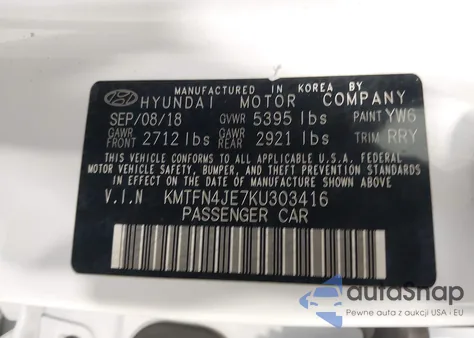 MANUFACTURED IN KOREA BY
HYUNDAI MOTOR COMPANY
SEP/08/18 GVWR 5395 lbs PAINT YW6
GAWR FRONT 2712 lbs GAWR REAR 2921 lbs TRIM RRY
THIS VEHICLE CONFORMS TO ALL APPLICABLE U.S.A. FEDERAL
MOTOR VEHICLE SAFETY, BUMPER, AND THEFT PREVENTION STANDARDS
IN EFFECT ON THE DATE OF MANUFACTURE SHOWN ABOVE.
V.I.N KMTFN4JE7KU303416
PASSENGER CAR
autoSnap
Pewne auta z aukcji USA - EU